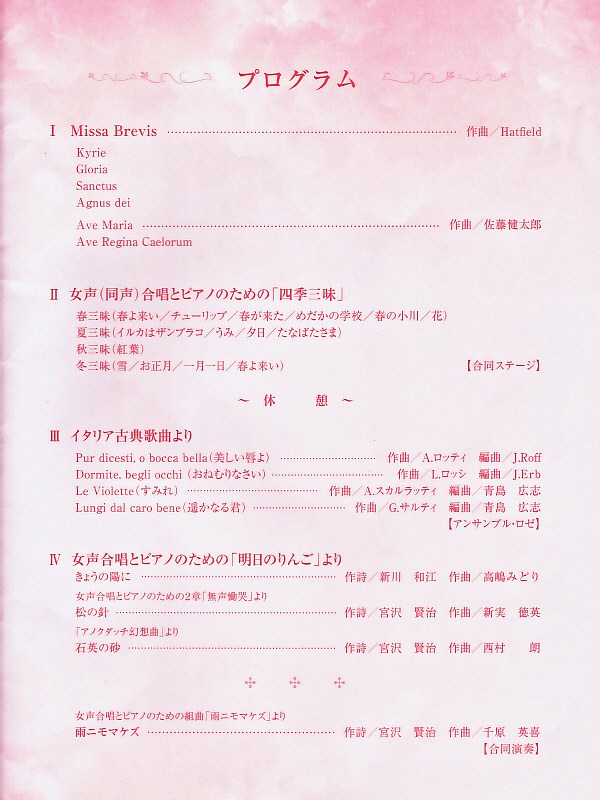 プログラム
Ⅰ Missa Brevis ………… 作曲／Hatfield
Kyrie
Gloria
Sanctus
Agnus dei
Ave Maria ………… 作曲／佐藤健太郎
Ave Regina Caelorum
Ⅱ 女声（同声）合唱とピアノのための「四季三昧」
春三昧（春よ来い／チューリップ／春が来た／めだかの学校／春の小川／花）
夏三昧（イルカはザンブラコ／うみ／夕日／たなばたさま）
秋三昧（紅葉）
冬三昧（雪／お正月／一月一日／春よ来い） 【合同ステージ】
～ 休 憩 ～
Ⅲ イタリア古典歌曲より
Pur dicesti, o bocca bella（美しい唇よ） ………… 作曲／A.ロッティ 編曲／J.Roff
Dormite, begli occhi （おねむりなさい） ………… 作曲／L.ロッシ 編曲／J.Erb
Le Violette（すみれ） ………… 作曲／A.スカルラッティ 編曲／青島 広志
Lungi dal caro bene（遥かなる君） ………… 作曲／G.サルティ 編曲／青島 広志
【アンサンブル・ロゼ】
Ⅳ 女声合唱とピアノのための「明日のりんご」より
きょうの陽に ………… 作詩／新川 和江 作曲／高嶋みどり
女声合唱とピアノのための2章「無声慟哭」より
松の針 ………… 作詩／宮沢 賢治 作曲／新実 徳英
「アノクダッチ幻想曲」より
石英の砂 ………… 作詩／宮沢 賢治 作曲／西村 朗
女声合唱とピアノのための組曲「雨ニモマケズ」より
雨ニモマケズ ………… 作詩／宮沢 賢治 作曲／千原 英喜
【合同演奏】